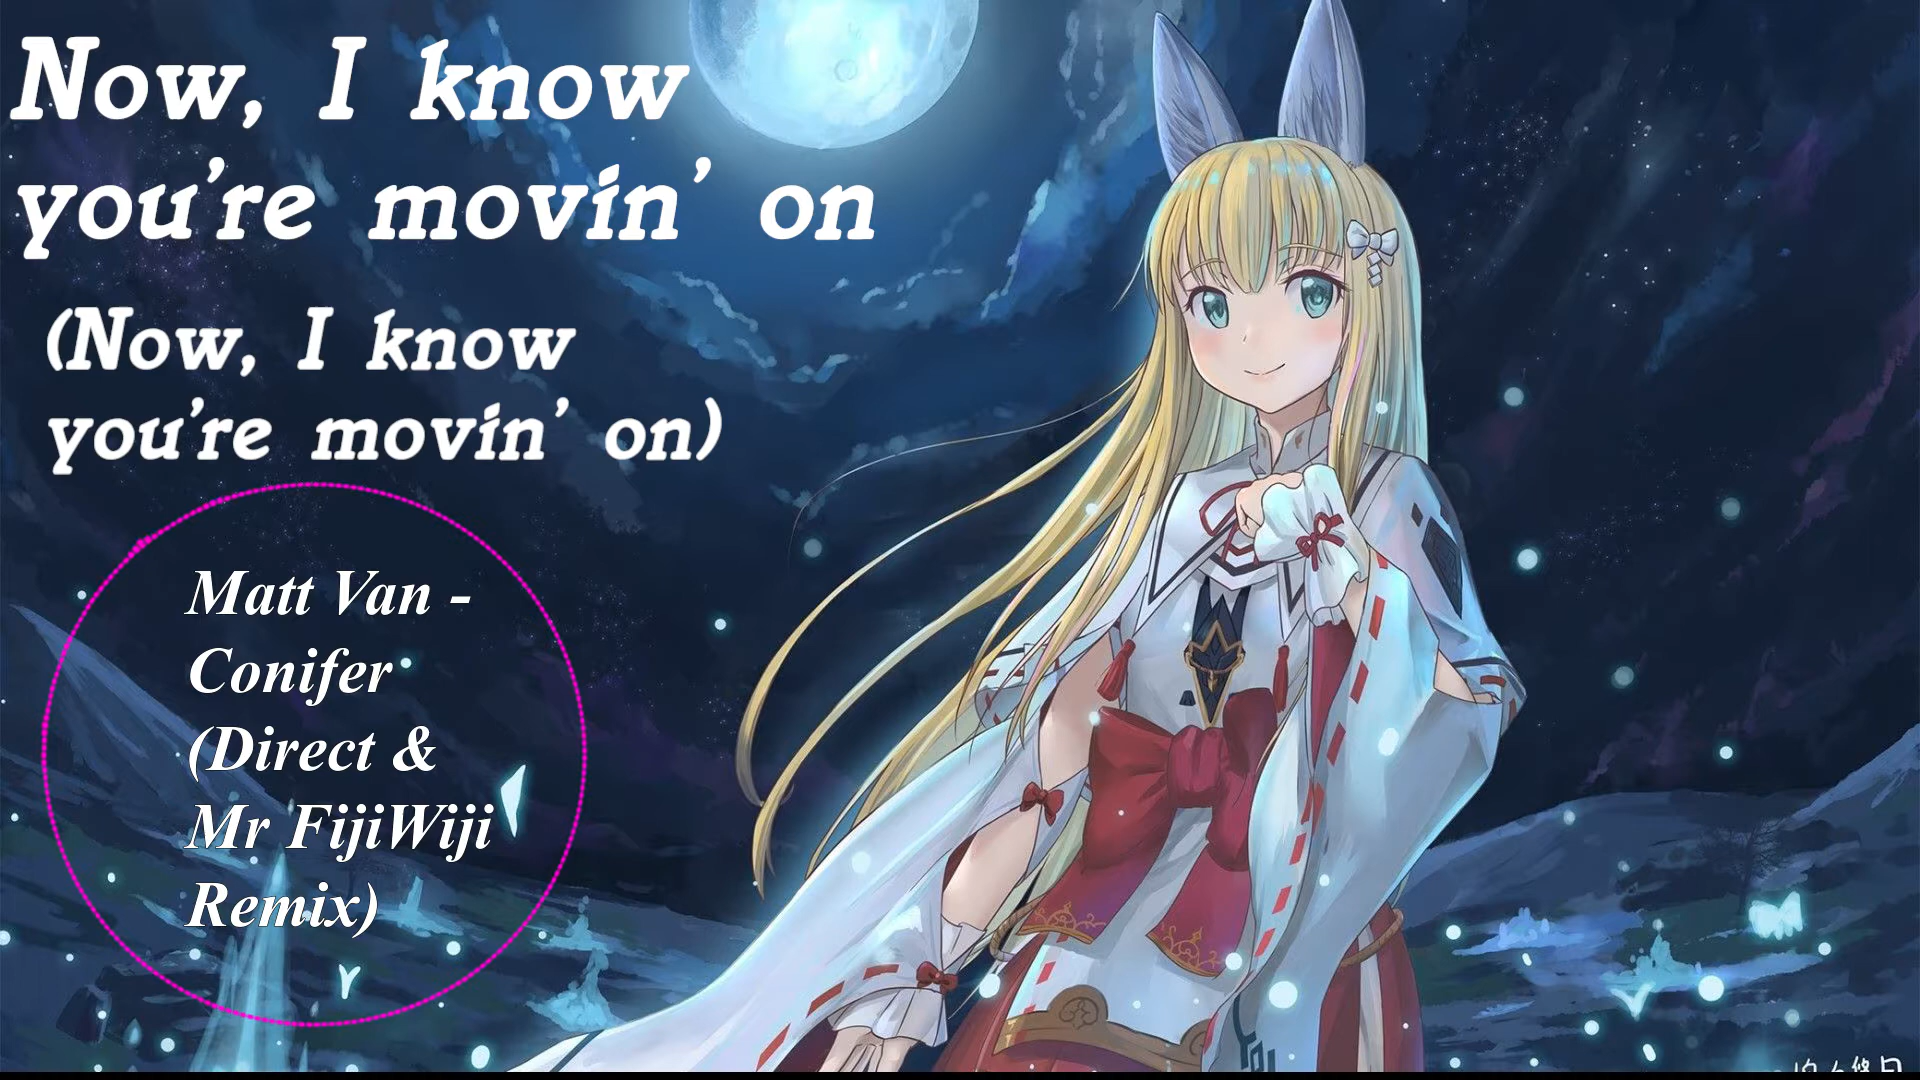 Now, I know
you're movin' on
(Now, I know
you're movin' on)
Matt Van -
Conifer
(Direct &
Mr FijiWiji
Remix)